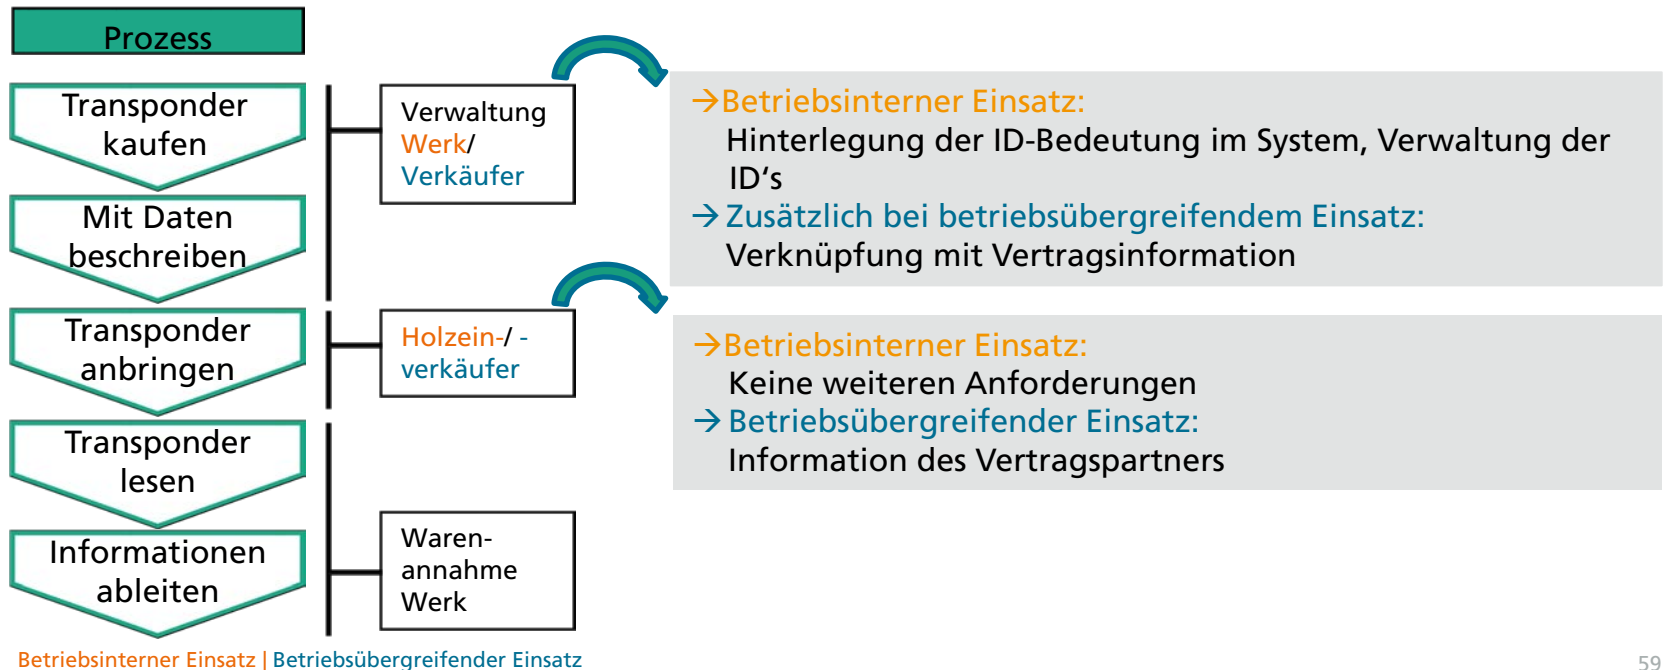 Prozess
Transponder
kaufen
Mit Daten
beschreiben
Transponder
anbringen
Transponder
lesen
Informationen
ableiten
Verwaltung
Werk/
Verkäufer
Holzein-/ -
verkäufer
Waren-
annahme
Werk
→Betriebsinterner Einsatz:
Hinterlegung der ID-Bedeutung im System, Verwaltung der
ID‘s
→ Zusätzlich bei betriebsübergreifendem Einsatz:
Verknüpfung mit Vertragsinformation
→Betriebsinterner Einsatz:
Keine weiteren Anforderungen
→ Betriebsübergreifender Einsatz:
Information des Vertragspartners
Betriebsinterner Einsatz | Betriebsübergreifender Einsatz
59